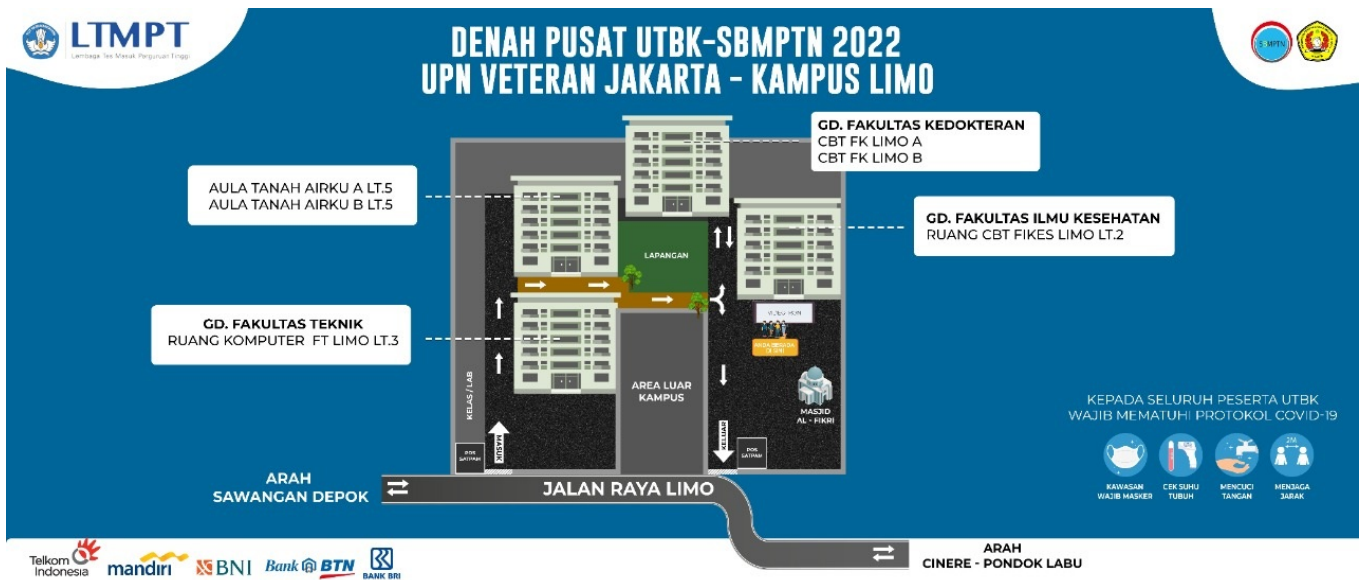 LTMPT
Lembaga Tes Masuk Perguruan Tinggi
DENAH PUSAT UTBK-SBMPTN 2022
UPN VETERAN JAKARTA - KAMPUS LIMO
SBMPTN
GD. FAKULTAS KEDOKTERAN
CBT FK LIMO A
CBT FK LIMO B
AULA TANAH AIRKU A LT.5
AULA TANAH AIRKU B LT.5
GD. FAKULTAS ILMU KESEHATAN
RUANG CBT FIKES LIMO LT.2
LAPANGAN
GD. FAKULTAS TEKNIK
RUANG KOMPUTER FT LIMO LT.3
ANDA BERADA
DI SINI
KELAS / LAB
AREA LUAR
KAMPUS
MASJID
AL - FIKRI
MASUK
KELUAR
POS
SATPAM
POS
SATPAM
KEPADA SELURUH PESERTA UTBK
WAJIB MEMATUHI PROTOKOL COVID-19
2M
KAWASAN
WAJIB MASKER
CEK SUHU
TUBUH
MENCUCI
TANGAN
MENJAGA
JARAK
ARAH
SAWANGAN DEPOK
JALAN RAYA LIMO
ARAH
CINERE - PONDOK LABU
Telkom
Indonesia
mandiri
BNI
Bank BTN
BANK BRI